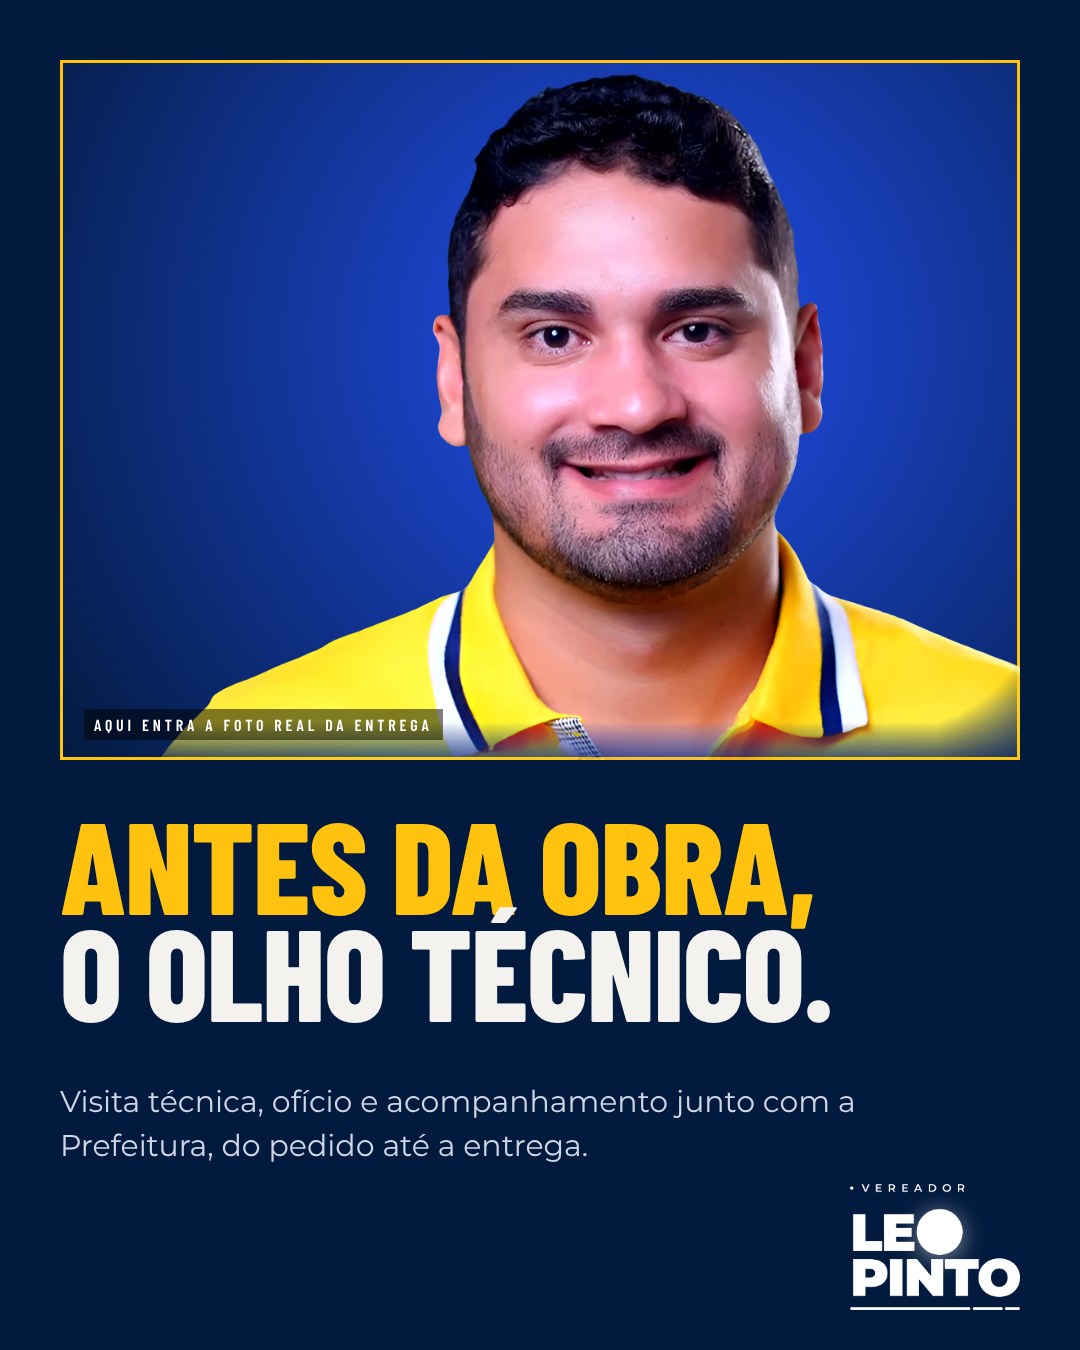 AQUI ENTRA A FOTO REAL DA ENTREGA
ANTES DA OBRA,
O OLHO TÉCNICO.
Visita técnica, ofício e acompanhamento junto com a
Prefeitura, do pedido até a entrega.
• VEREADOR
LEO
PINTO